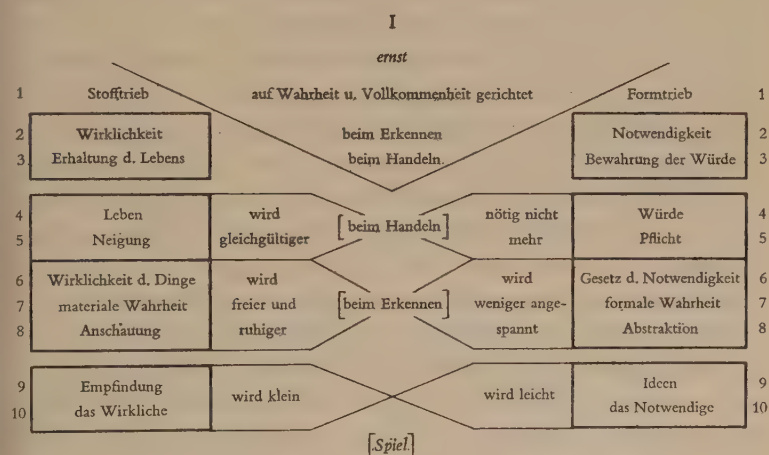 I
ernst
1 Stofftrieb auf Wahrheit u. Vollkommenheit gerichtet Formtrieb 1
2 Wirklichkeit beim Erkennen Notwendigkeit 2
3 Erhaltung d. Lebens beim Handeln. Bewahrung der Würde 3
4 Leben wird [beim Handeln] nötig nicht Würde 4
5 Neigung gleichgültiger mehr Pflicht 5
6 Wirklichkeit d. Dinge wird wird Gesetz d. Notwendigkeit 6
7 materiale Wahrheit freier und [beim Erkennen] weniger ange- formale Wahrheit 7
8 Anschauung ruhiger spannt Abstraktion 8
9 Empfindung wird klein wird leicht Ideen 9
10 das Wirkliche das Notwendige 10
[Spiel.]